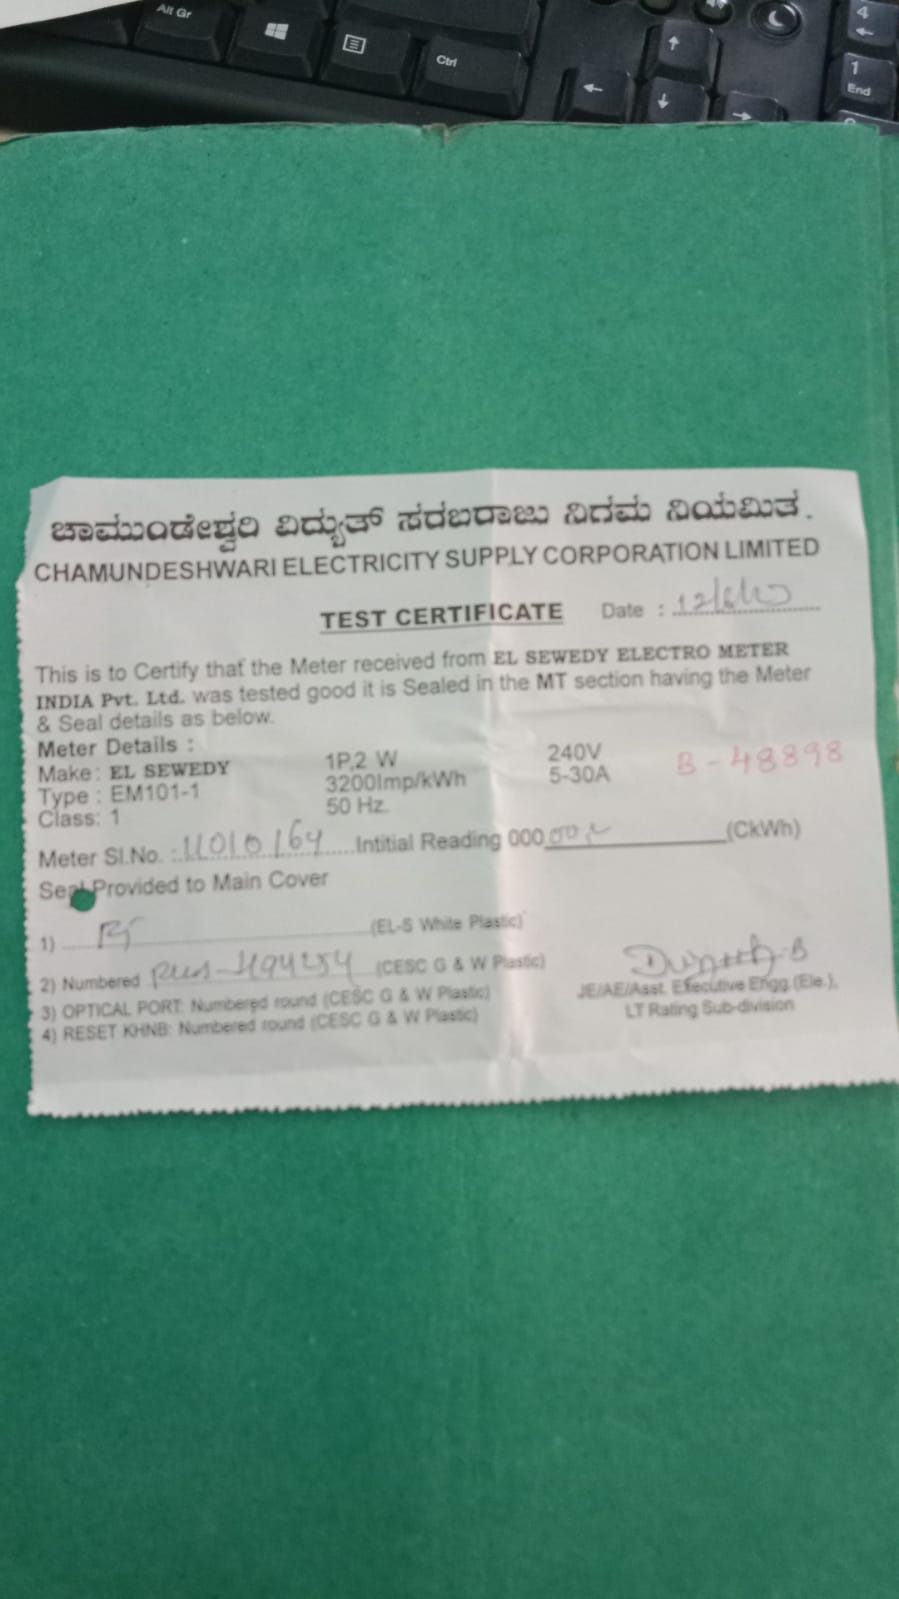 Alt Gr
Ctrl
4
1
End
ಚಾಮುಂಡೇಶ್ವರಿ ವಿದ್ಯುತ್ ಸರಬರಾಜು ನಿಗಮ ನಿಯಮಿತ.
CHAMUNDESHWARI ELECTRICITY SUPPLY CORPORATION LIMITED
TEST CERTIFICATE Date :
This is to Certify that the Meter received from EL SEWEDY ELECTRO METER
INDIA Pvt. Ltd. was tested good it is Sealed in the MT section having the Meter
& Seal details as below.
Meter Details :
Make: EL SEWEDY 1P,2 W 240V
Type : EM101-1 3200Imp/kWh 5-30A B-48898
Class: 1 50 Hz.
Meter Sl.No. : 11010164 Intitial Reading 000 (CkWh)
Seal Provided to Main Cover
1) (EL-S White Plastic)
2) Numbered (CESC G & W Plastic)
3) OPTICAL PORT: Numbered round (CESC G & W Plastic)
4) RESET KHNB: Numbered round (CESC G & W Plastic)
JE/AE/Asst. Executive Engg.(Ele.),
LT Rating Sub-division